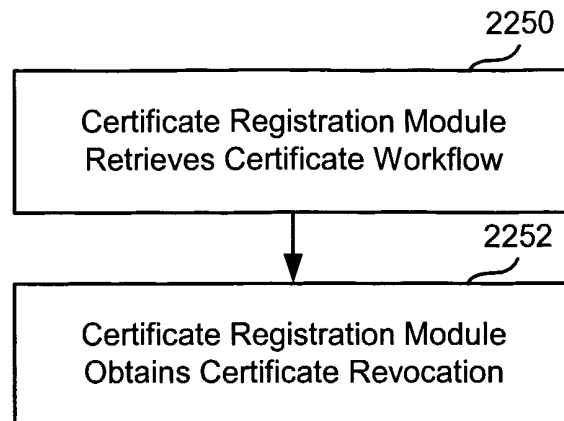 2250
Certificate Registration Module
Retrieves Certificate Workflow
2252
Certificate Registration Module
Obtains Certificate Revocation